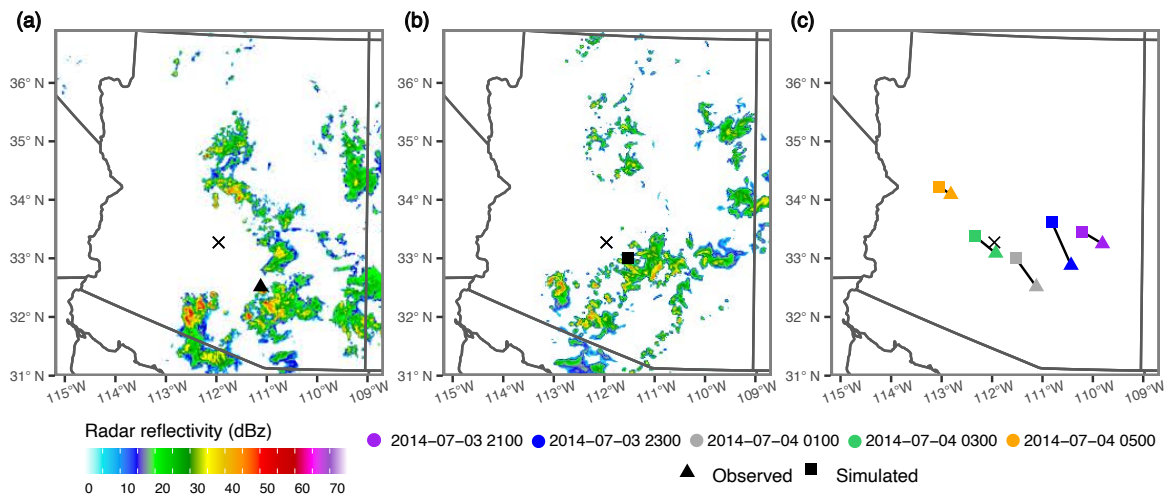 (a) (b) (c)
36° N 36° N 36° N
35° N 35° N 35° N
34° N 34° N 34° N
33° N 33° N 33° N
32° N 32° N 32° N
31° N 31° N 31° N
115°W 114°W 113°W 112°W 111°W 110°W 109°W 115°W 114°W 113°W 112°W 111°W 110°W 109°W 115°W 114°W 113°W 112°W 111°W 110°W 109°W
Radar reflectivity (dBz)
0 10 20 30 40 50 60 70
2014−07−03 2100 2014−07−03 2300 2014−07−04 0100 2014−07−04 0300 2014−07−04 0500
Observed Simulated